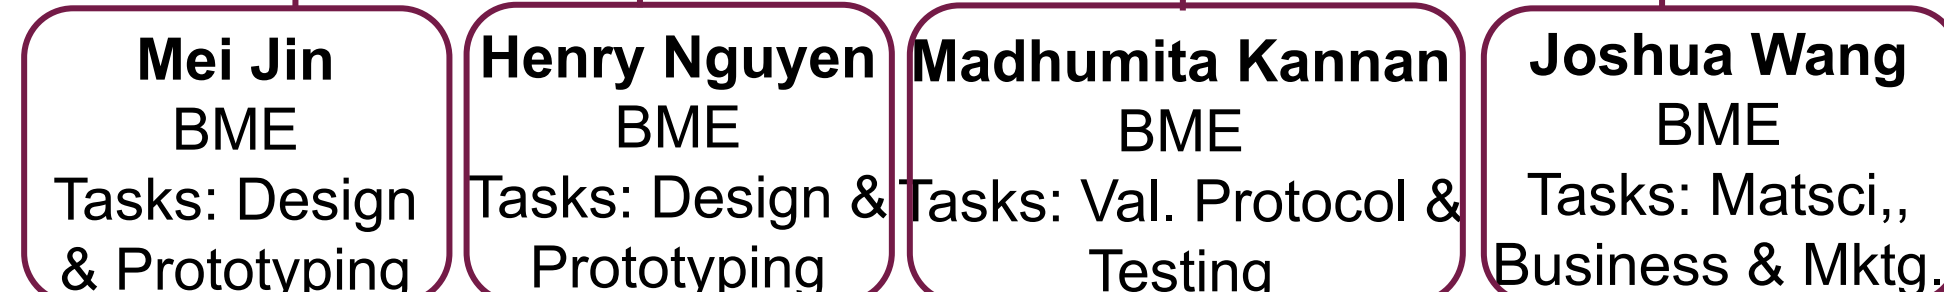 Mei Jin
BME
Tasks: Design
& Prototyping
Henry Nguyen
BME
Tasks: Design &
Prototyping
Madhumita Kannan
BME
Tasks: Val. Protocol &
Testing
Joshua Wang
BME
Tasks: Matsci,,
Business & Mktg.